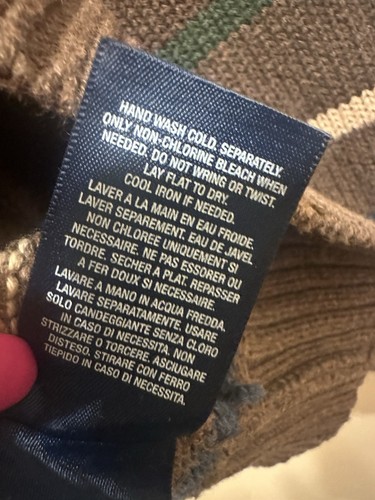 HAND WASH COLD. SEPARATELY.
ONLY NON-CHLORINE BLEACH WHEN
NEEDED. DO NOT WRING OR TWIST.
LAY FLAT TO DRY.
COOL IRON IF NEEDED.
LAVER A LA MAIN EN EAU FROIDE.
LAVER SEPAREMENT. EAU DE JAVEL
NON CHLOREE UNIQUEMENT SI
NECESSAIRE. NE PAS ESSORER OU
TORDRE. SECHER A PLAT. REPASSER
A FER DOUX SI NECESSAIRE.
LAVARE A MANO IN ACQUA FREDDA.
LAVARE SEPARATAMENTE. USARE
SOLO CANDEGGIANTE SENZA CLORO
IN CASO DI NECESSITA. NON
STRIZZARE O TORCERE. ASCIUGARE
DISTESO. STIRARE CON FERRO
TIEPIDO IN CASO DI NECESSITA.